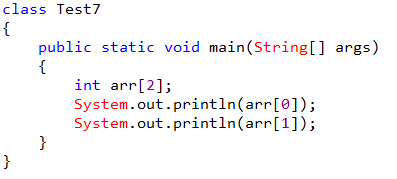 class Test7
{
    public static void main(String[] args)
    {
        int arr[2];
        System.out.println(arr[0]);
        System.out.println(arr[1]);
    }
}